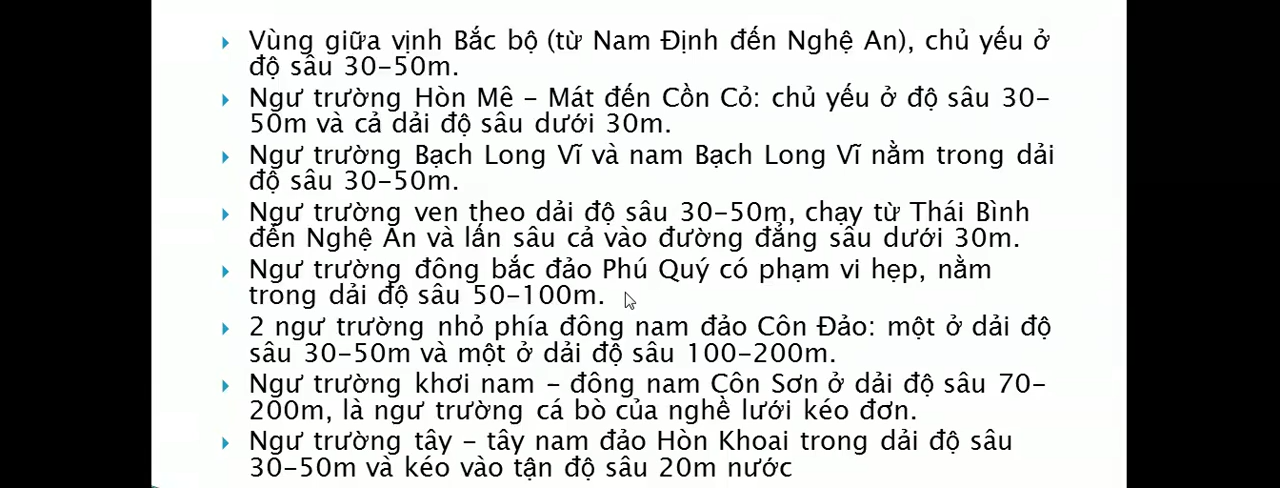 Vùng giữa vịnh Bắc bộ (từ Nam Định đến Nghệ An), chủ yếu ở
độ sâu 30-50m.
Ngư trường Hòn Mê - Mát đến Cồn Cỏ: chủ yếu ở độ sâu 30-
50m và cả dải độ sâu dưới 30m.
Ngư trường Bạch Long Vĩ và nam Bạch Long Vĩ nằm trong dải
độ sâu 30-50m.
Ngư trường ven theo dải độ sâu 30-50m, chạy từ Thái Bình
đến Nghệ An và lấn sâu cả vào đường đẳng sâu dưới 30m.
Ngư trường đông bắc đảo Phú Quý có phạm vi hẹp, nằm
trong dải độ sâu 50-100m.
2 ngư trường nhỏ phía đông nam đảo Côn Đảo: một ở dải độ
sâu 30-50m và một ở dải độ sâu 100-200m.
Ngư trường khơi nam - đông nam Côn Sơn ở dải độ sâu 70-
200m, là ngư trường cá bò của nghề lưới kéo đơn.
Ngư trường tây - tây nam đảo Hòn Khoai trong dải độ sâu
30-50m và kéo vào tận độ sâu 20m nước